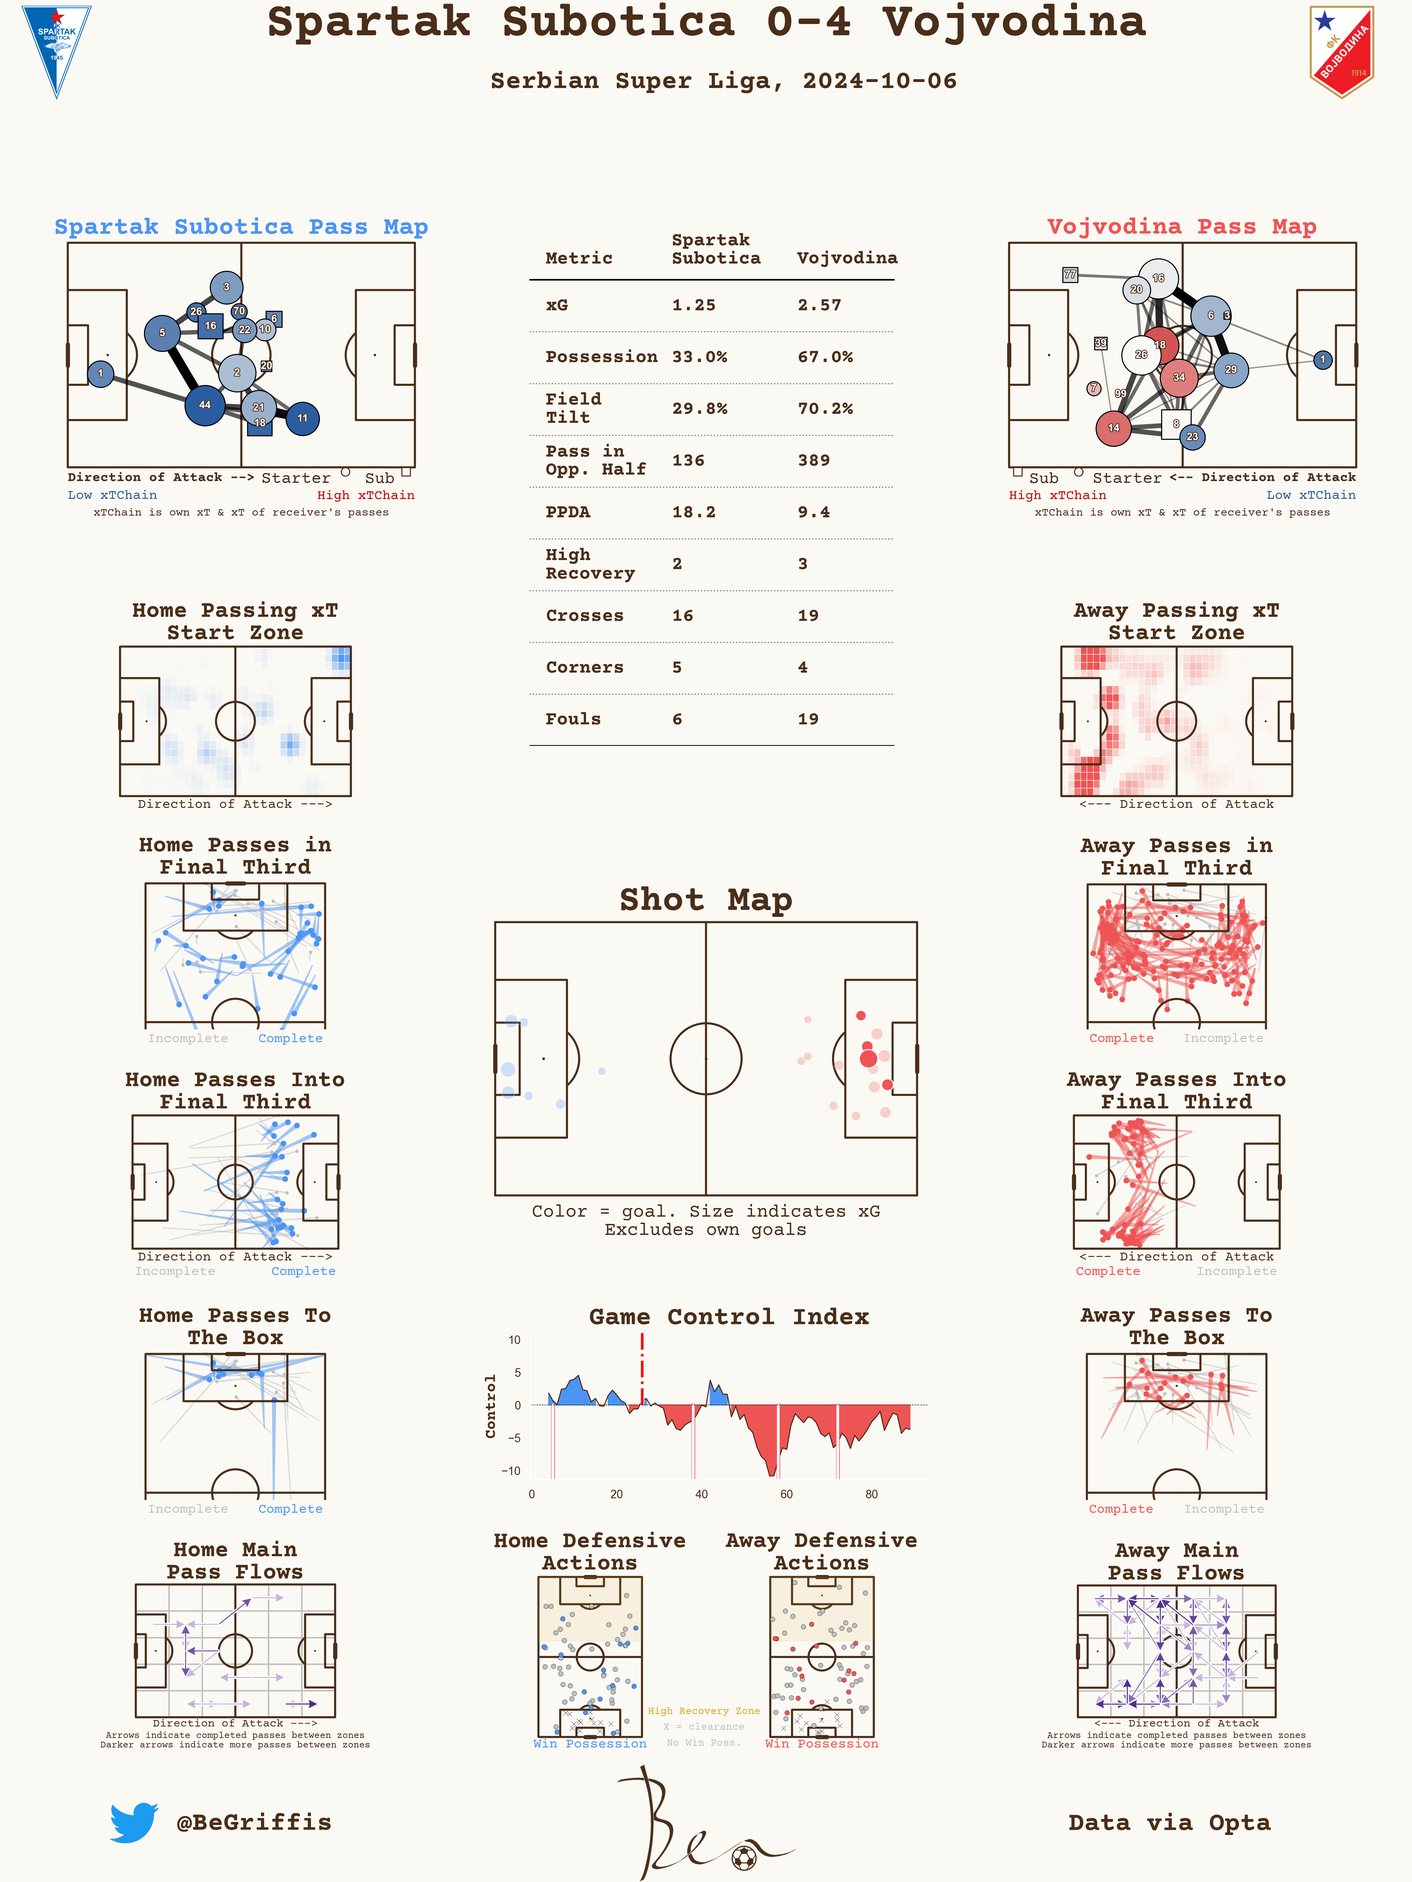 Spartak Subotica 0-4 Vojvodina
Serbian Super Liga, 2024-10-06
SPARTAK
SUBOTICA
1945
ФК
ВОЈВОДИНА
1914
Spartak Subotica Pass Map
3
26
70
6
16
22
10
5
20
1
2
44
21
11
18
Direction of Attack --> Starter Sub
Low xTChain High xTChain
xTChain is own xT & xT of receiver's passes
Metric Spartak Subotica Vojvodina
xG 1.25 2.57
Possession 33.0% 67.0%
Field Tilt 29.8% 70.2%
Pass in Opp. Half 136 389
PPDA 18.2 9.4
High Recovery 2 3
Crosses 16 19
Corners 5 4
Fouls 6 19
Vojvodina Pass Map
77
16
20
6
3
39
18
26
1
29
34
7
99
14
8
23
Sub Starter <-- Direction of Attack
High xTChain Low xTChain
xTChain is own xT & xT of receiver's passes
Home Passing xT
Start Zone
Direction of Attack --->
Away Passing xT
Start Zone
<--- Direction of Attack
Home Passes in
Final Third
Incomplete Complete
Away Passes in
Final Third
Complete Incomplete
Shot Map
Color = goal. Size indicates xG
Excludes own goals
Home Passes Into
Final Third
Direction of Attack --->
Incomplete Complete
Away Passes Into
Final Third
<--- Direction of Attack
Complete Incomplete
Home Passes To
The Box
Incomplete Complete
Game Control Index
Control
10
5
0
−5
−10
0 20 40 60 80
Away Passes To
The Box
Complete Incomplete
Home Main
Pass Flows
Direction of Attack --->
Arrows indicate completed passes between zones
Darker arrows indicate more passes between zones
Home Defensive
Actions
Win Possession
Away Defensive
Actions
Win Possession
High Recovery Zone
X = clearance
No Win Poss.
Away Main
Pass Flows
<--- Direction of Attack
Arrows indicate completed passes between zones
Darker arrows indicate more passes between zones
@BeGriffis
Ben
Data via Opta